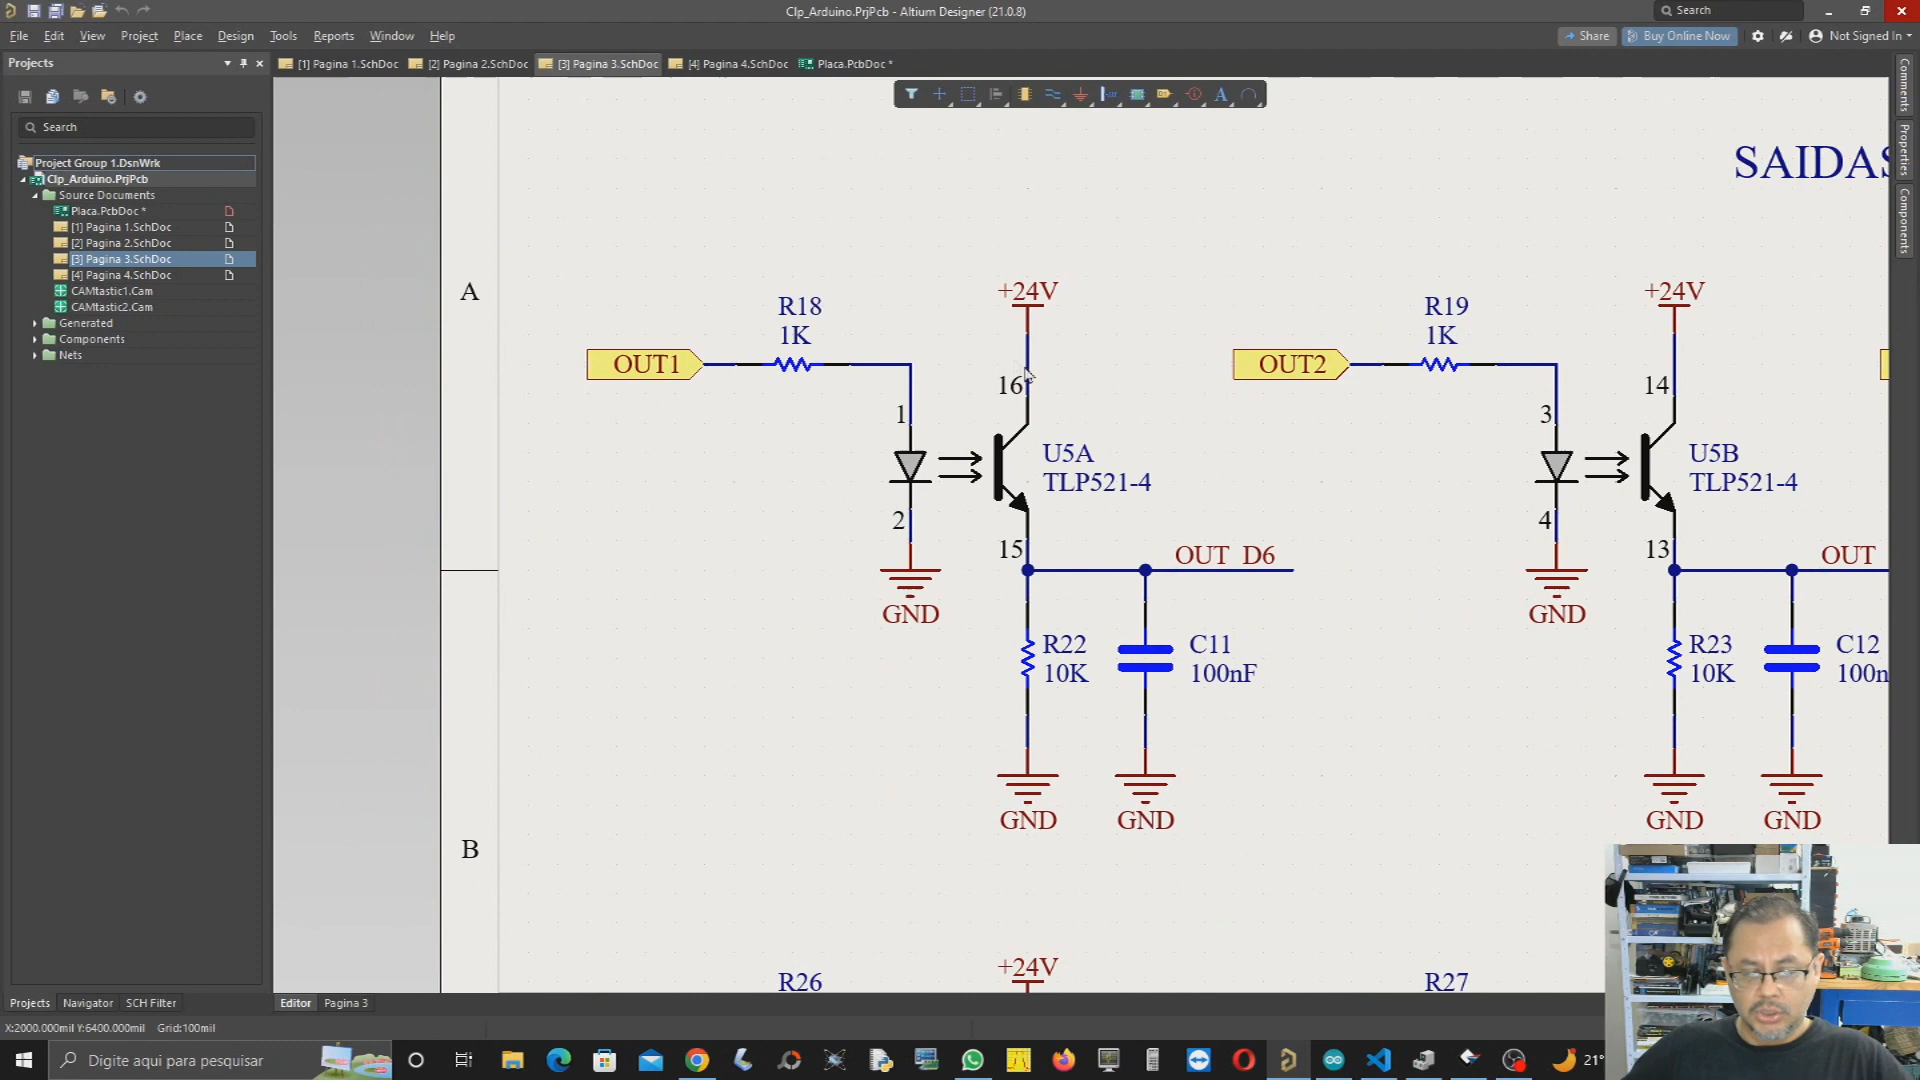 Clp_Arduino.PrjPcb - Altium Designer (21.0.8)
Search
File Edit View Project Place Design Tools Reports Window Help
Share
Buy Online Now
Not Signed In
Projects
[1] Pagina 1.SchDoc
[2] Pagina 2.SchDoc
[3] Pagina 3.SchDoc
[4] Pagina 4.SchDoc
Placa.PcbDoc *
Comments
Properties
Components
Search
Project Group 1.DsnWrk
Clp_Arduino.PrjPcb
Source Documents
Placa.PcbDoc *
[1] Pagina 1.SchDoc
[2] Pagina 2.SchDoc
[3] Pagina 3.SchDoc
[4] Pagina 4.SchDoc
CAMtastic1.Cam
CAMtastic2.Cam
Generated
Components
Nets
SAIDAS
A
B
R18
1K
+24V
OUT1
16
1
U5A
TLP521-4
2
15
OUT D6
GND
R22
10K
C11
100nF
GND
GND
R19
1K
+24V
OUT2
14
3
U5B
TLP521-4
4
13
OUT
GND
R23
10K
C12
100n
GND
GND
R26
+24V
R27
Projects Navigator SCH Filter
Editor Pagina 3
X:2000.000mil Y:6400.000mil Grid:100mil
Digite aqui para pesquisar
21°